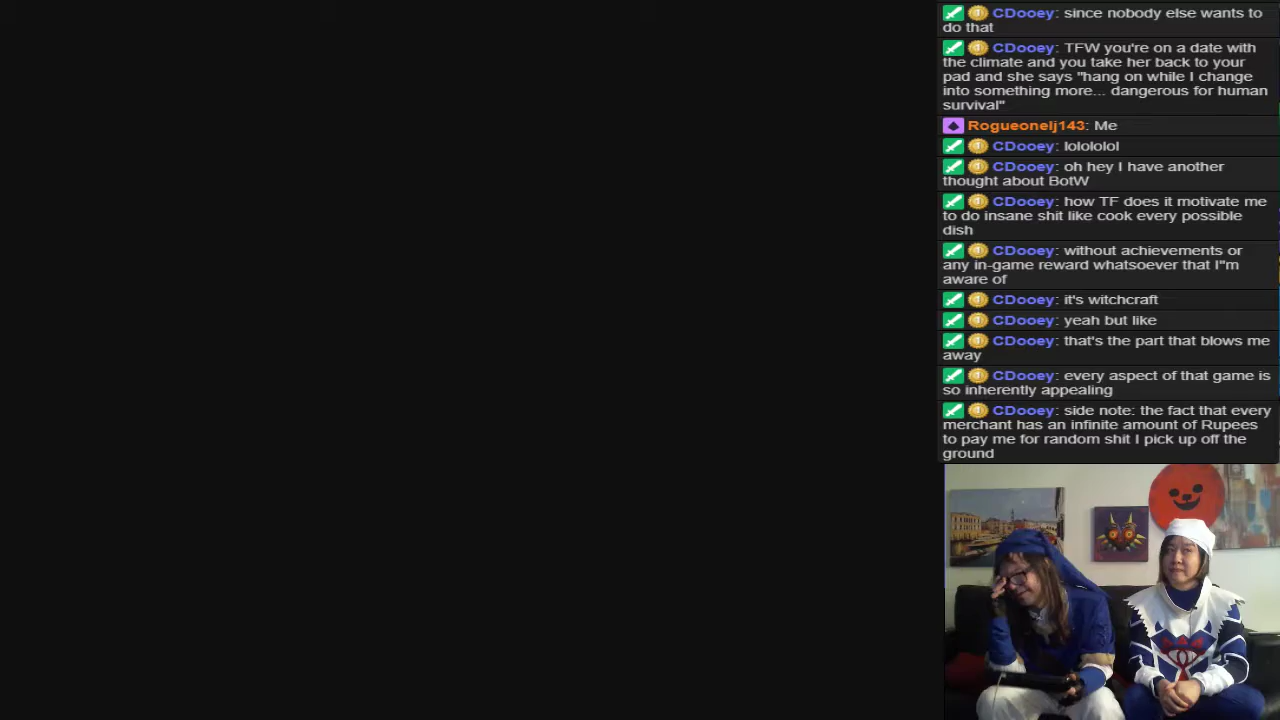 CDooey: since nobody else wants to
do that
CDooey: TFW you're on a date with
the climate and you take her back to your
pad and she says "hang on while I change
into something more... dangerous for human
survival"
Rogueonelj143: Me
CDooey: lolololol
CDooey: oh hey I have another
thought about BotW
CDooey: how TF does it motivate me
to do insane shit like cook every possible
dish
CDooey: without achievements or
any in-game reward whatsoever that I"m
aware of
CDooey: it's witchcraft
CDooey: yeah but like
CDooey: that's the part that blows me
away
CDooey: every aspect of that game is
so inherently appealing
CDooey: side note: the fact that every
merchant has an infinite amount of Rupees
to pay me for random shit I pick up off the
ground